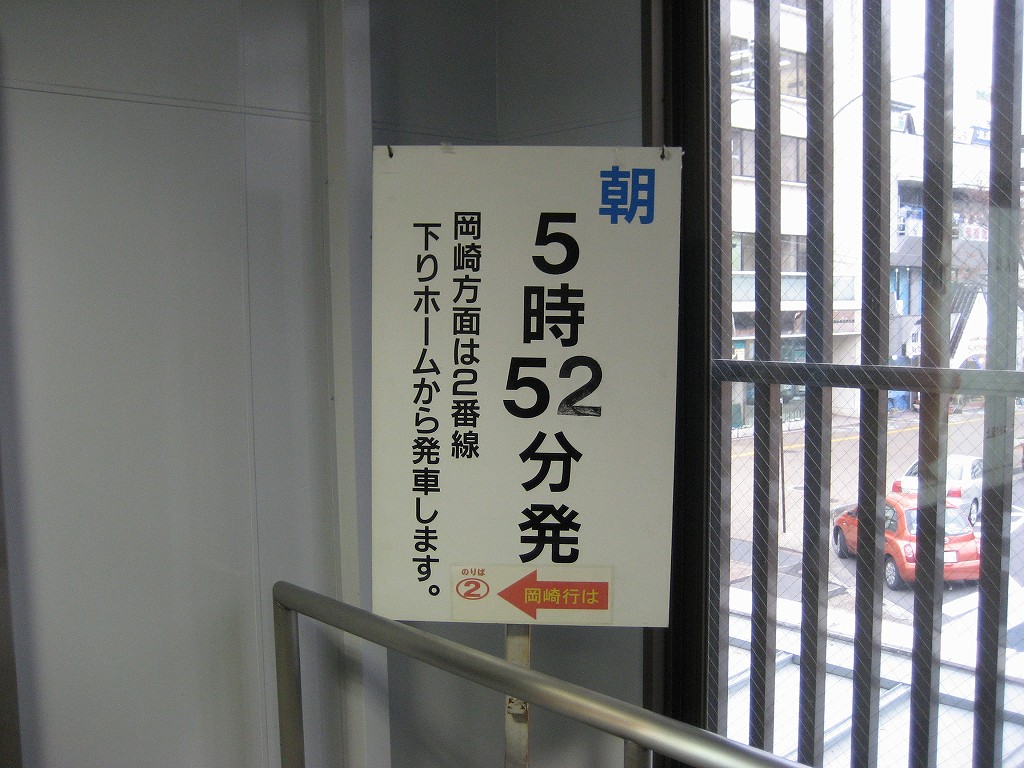 朝
5時52分発
岡崎方面は2番線
下りホームから発車します。
のりば
②
岡崎行は